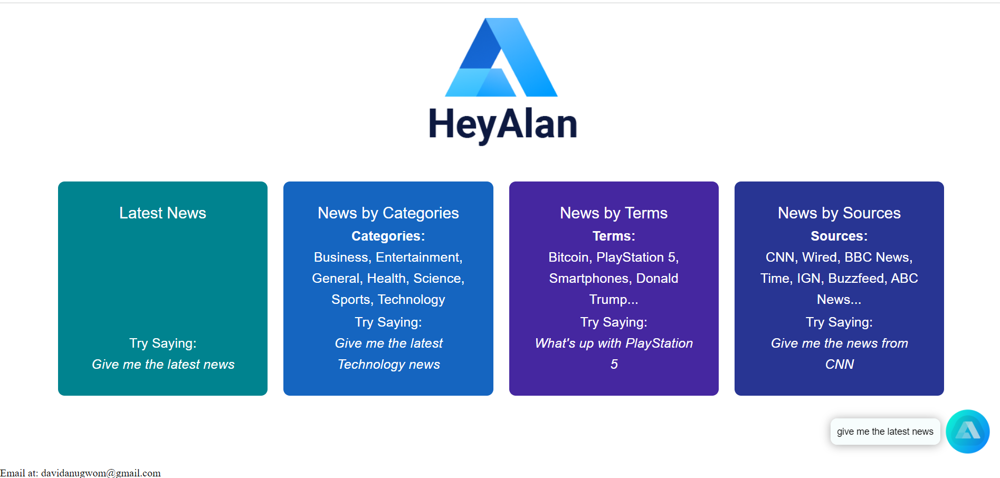 HeyAlan
Latest News
Try Saying:
Give me the latest news
News by Categories
Categories:
Business, Entertainment,
General, Health, Science,
Sports, Technology
Try Saying:
Give me the latest
Technology news
News by Terms
Terms:
Bitcoin, PlayStation 5,
Smartphones, Donald
Trump...
Try Saying:
What's up with PlayStation
5
News by Sources
Sources:
CNN, Wired, BBC News,
Time, IGN, Buzzfeed, ABC
News...
Try Saying:
Give me the news from
CNN
give me the latest news
Email at: davidanugwom@gmail.com